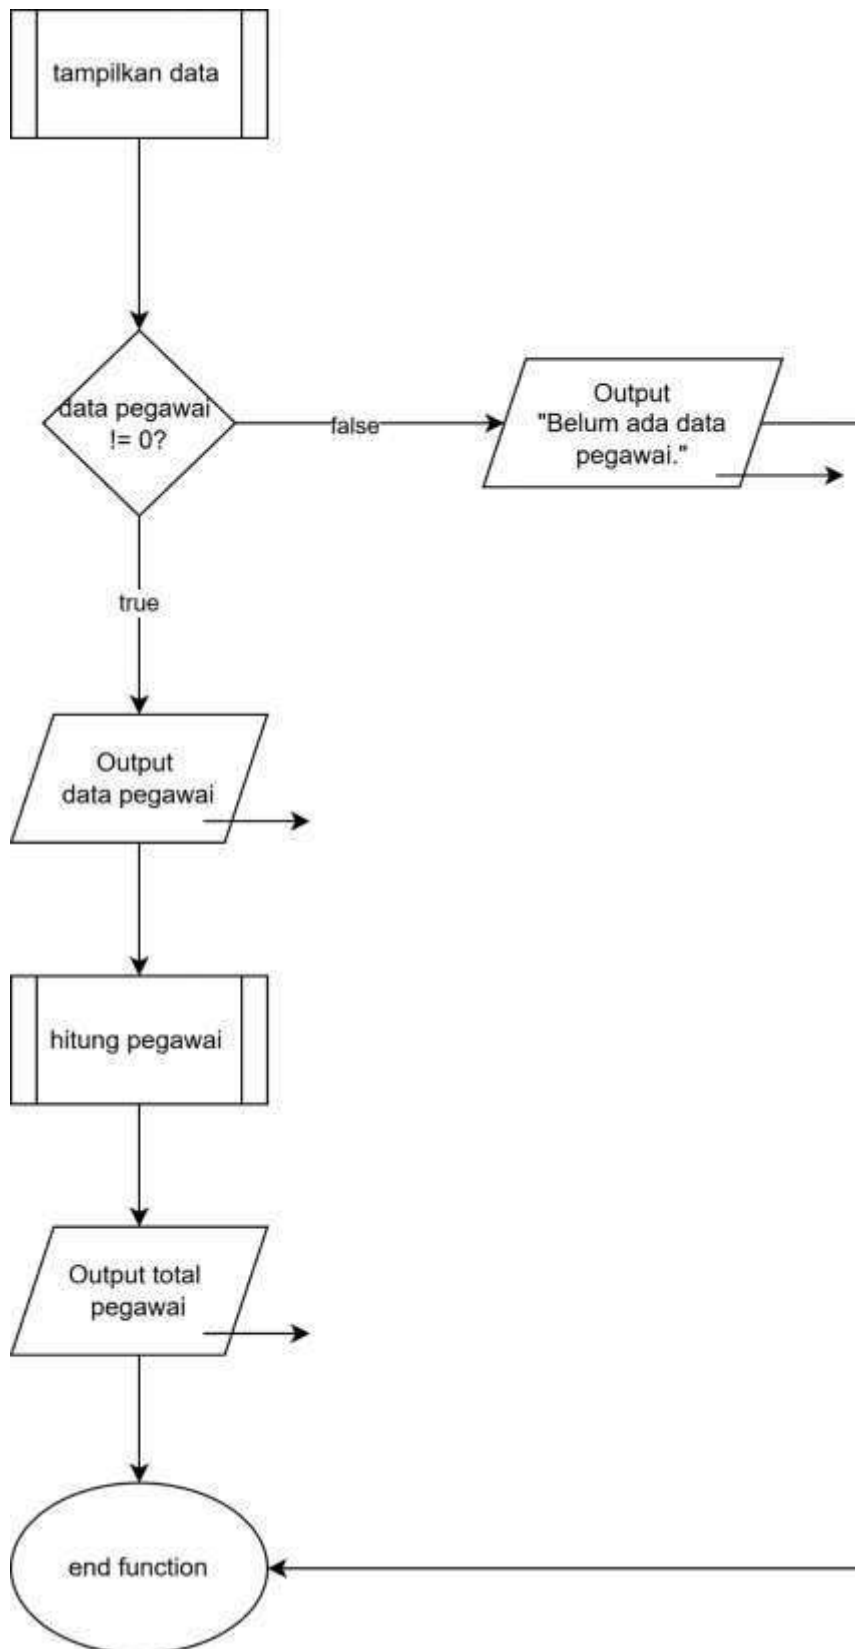 tampilkan data
data pegawai
!= 0?
false
Output
"Belum ada data
pegawai."
true
Output
data pegawai
hitung pegawai
Output total
pegawai
end function